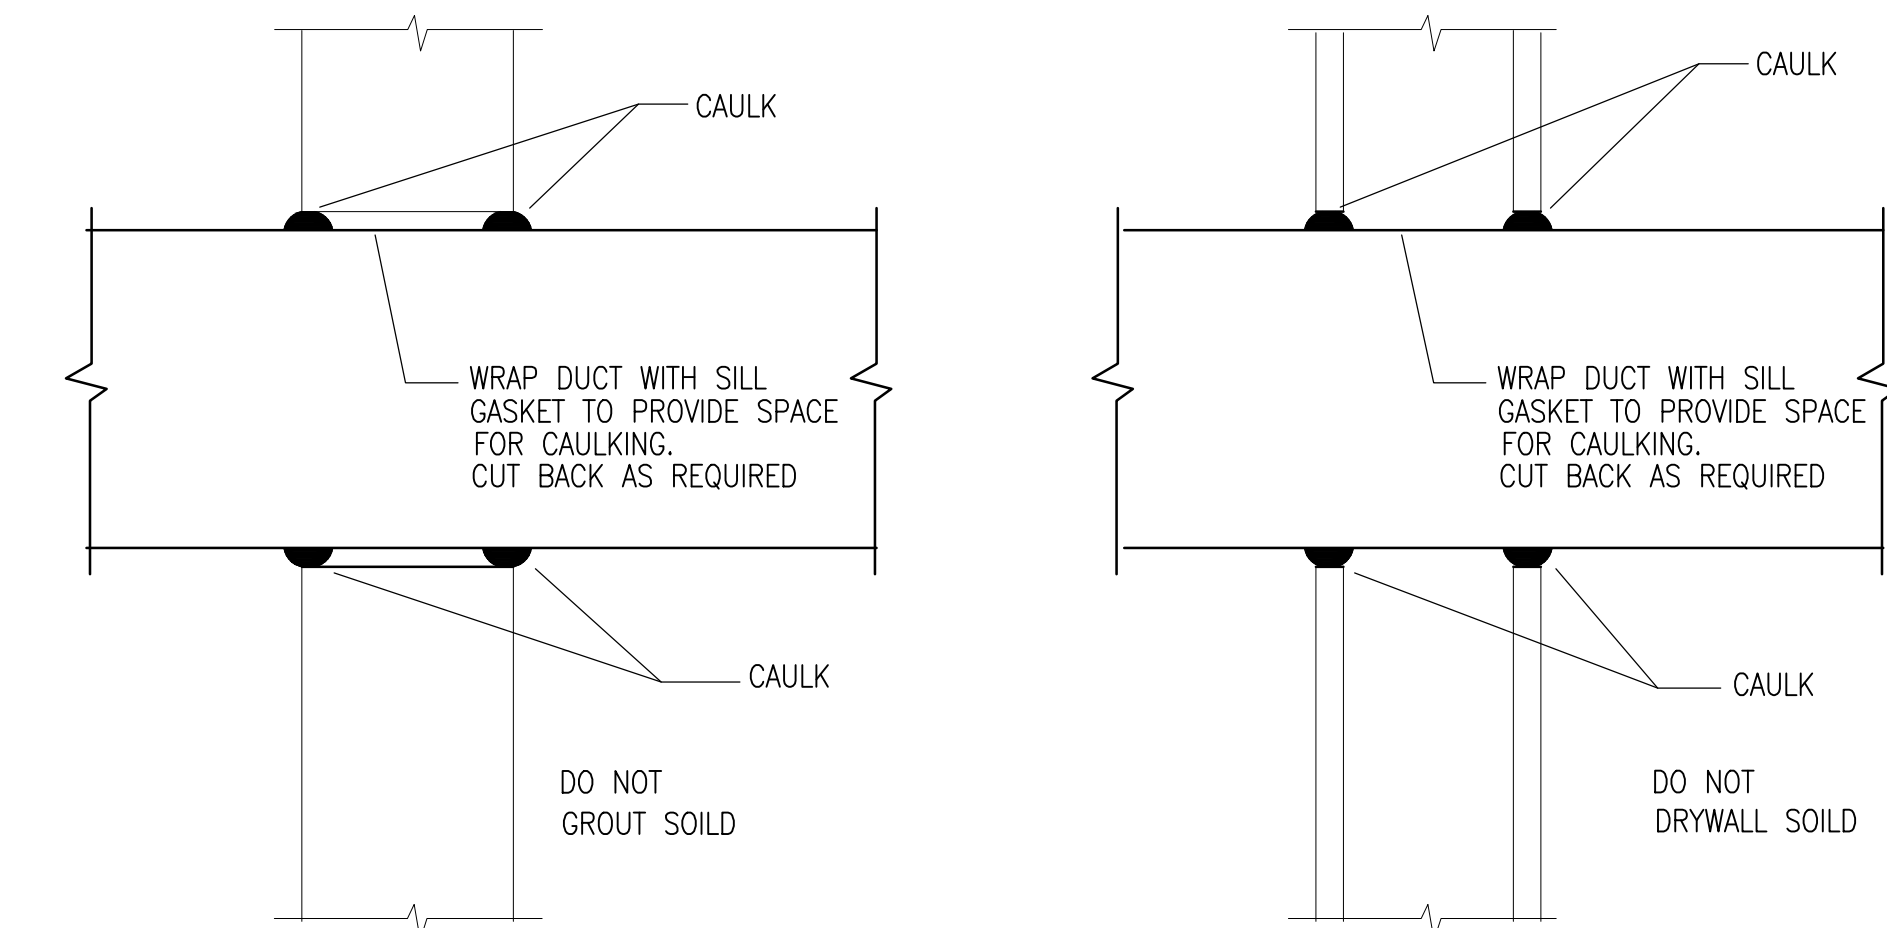 CAULK
WRAP DUCT WITH SILL
GASKET TO PROVIDE SPACE
FOR CAULKING.
CUT BACK AS REQUIRED
CAULK
DO NOT
GROUT SOILD
CAULK
WRAP DUCT WITH SILL
GASKET TO PROVIDE SPACE
FOR CAULKING.
CUT BACK AS REQUIRED
CAULK
DO NOT
DRYWALL SOILD